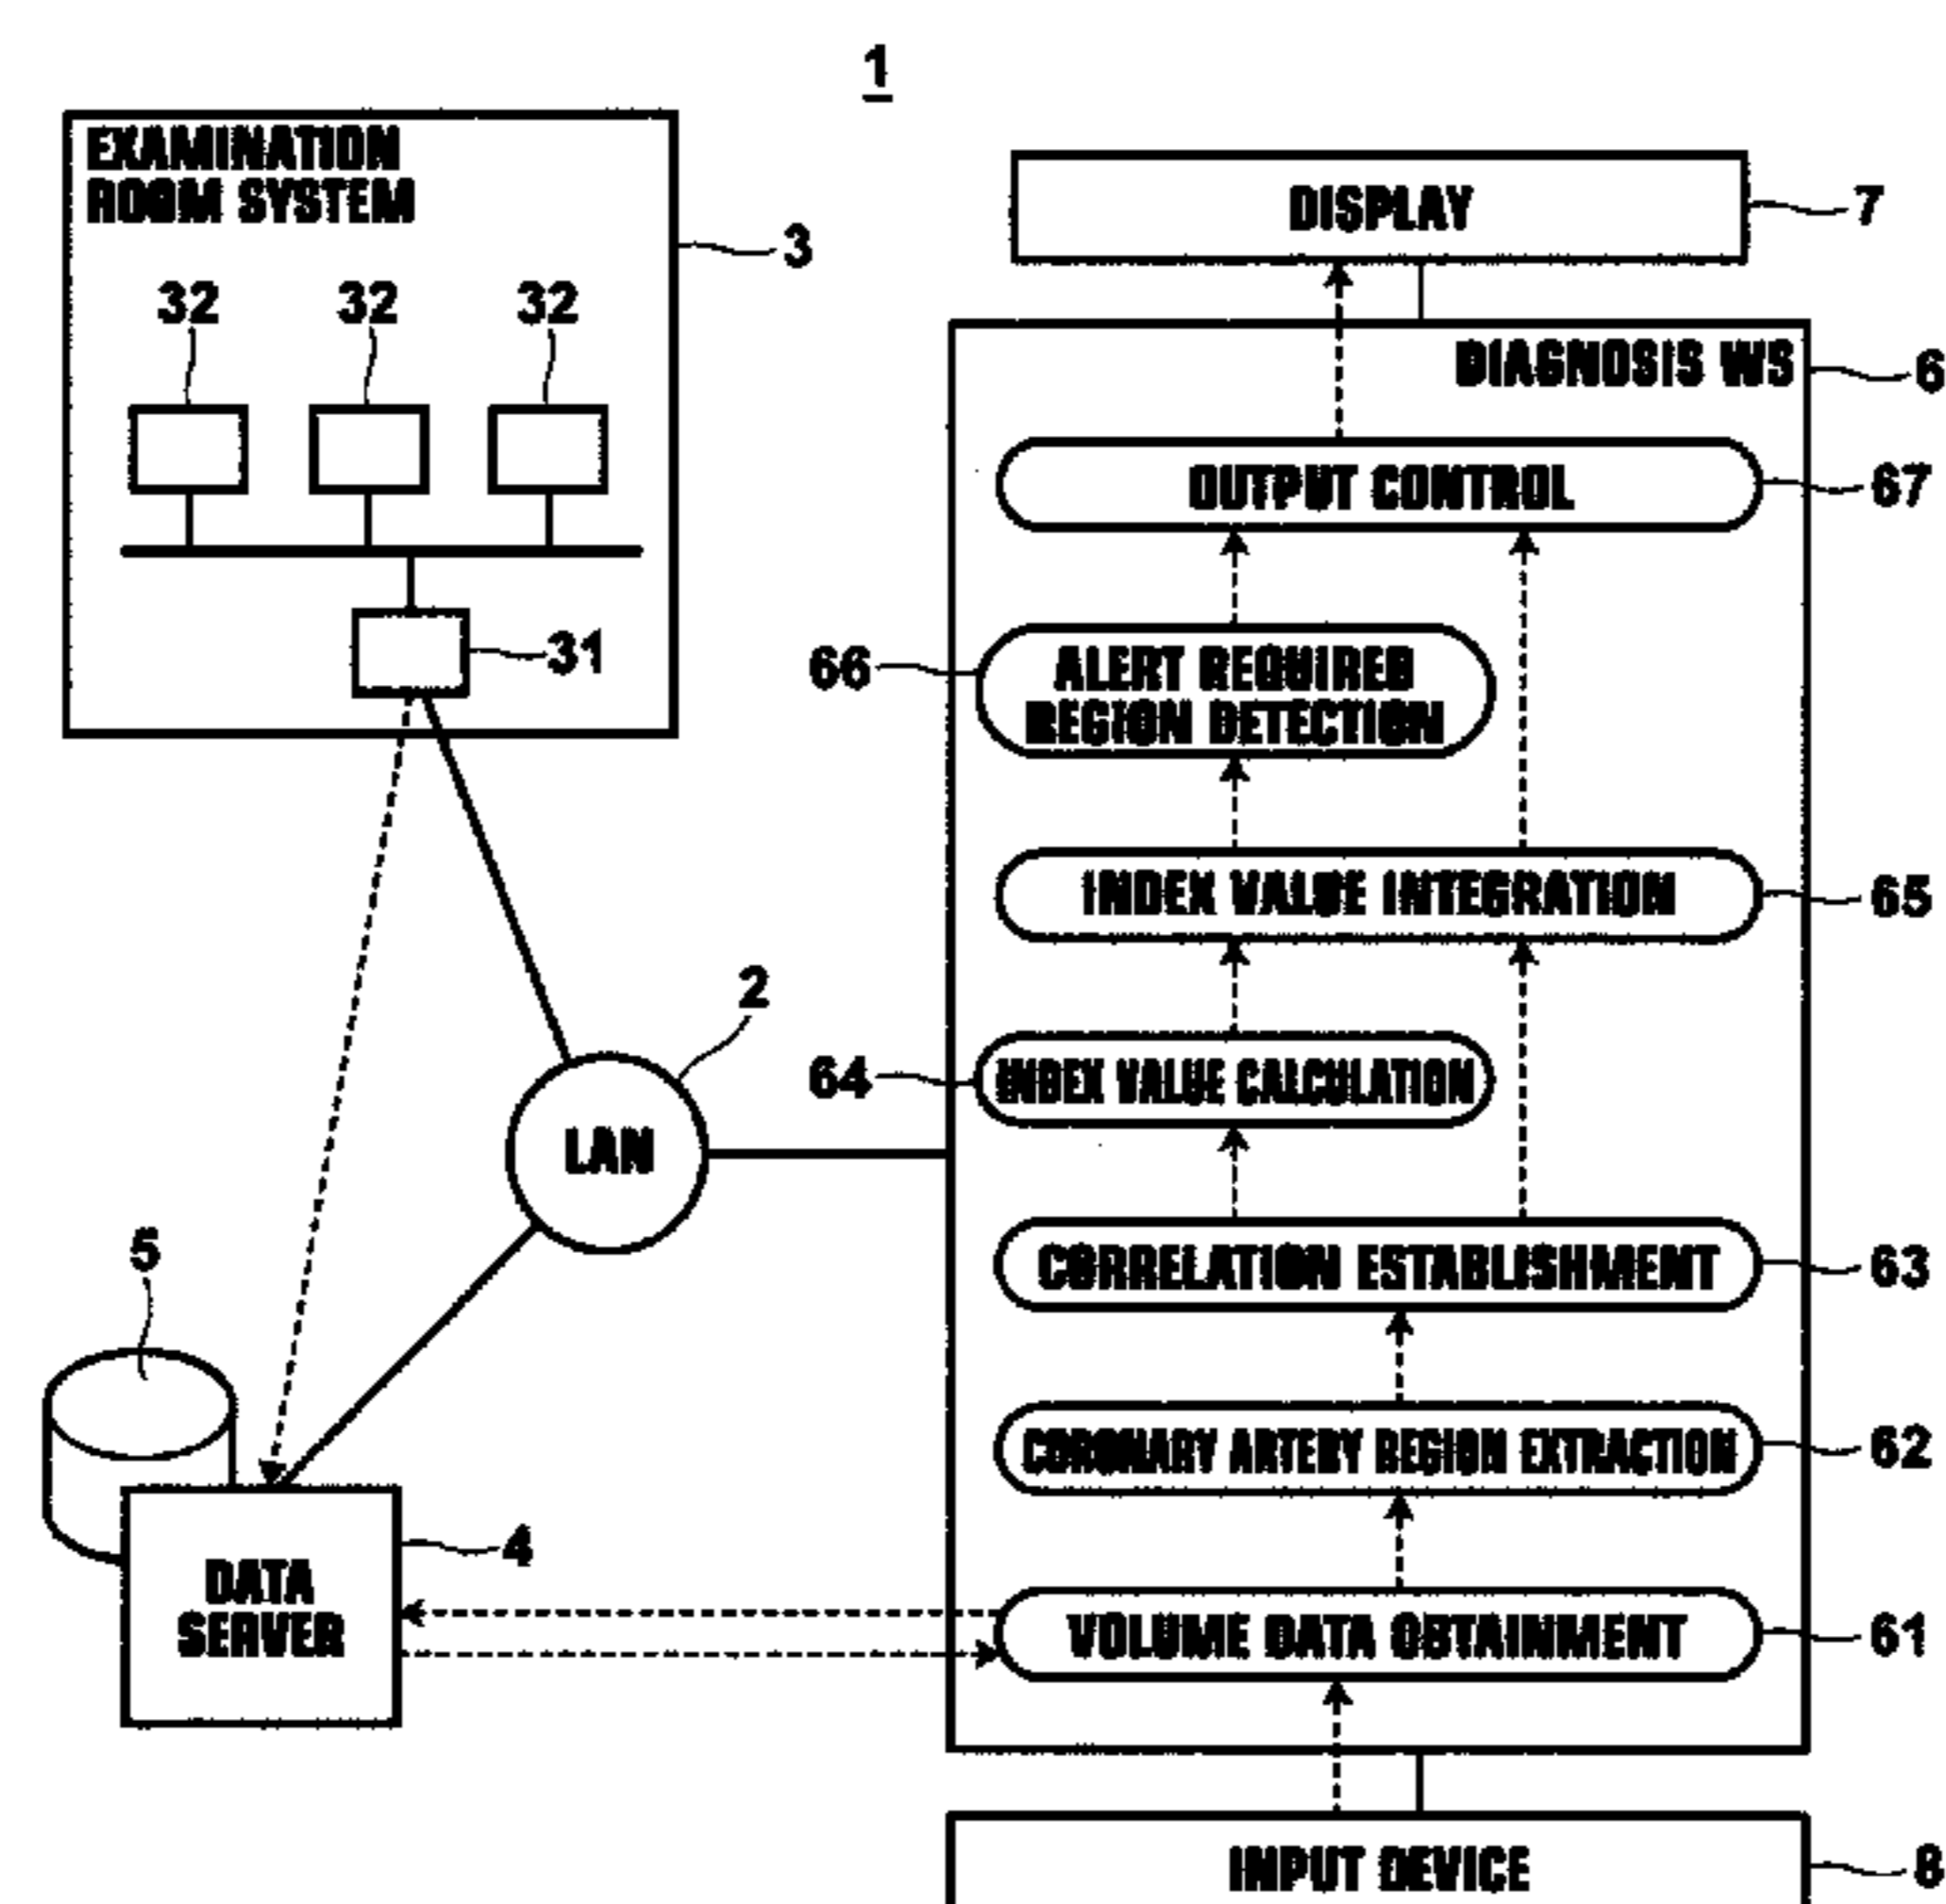 1
EXAMINATION
ROOM SYSTEM
3
32 32 32
31
DISPLAY
7
DIAGNOSIS WS
6
OUTPUT CONTROL
67
66
ALERT REQUIRED
REGION DETECTION
INDEX VALUE INTEGRATION
65
2
LAN
64
INDEX VALUE CALCULATION
CORRELATION ESTABLISHMENT
63
CORONARY ARTERY REGION EXTRACTION
62
5
4
DATA
SERVER
VOLUME DATA OBTAINMENT
61
INPUT DEVICE
8